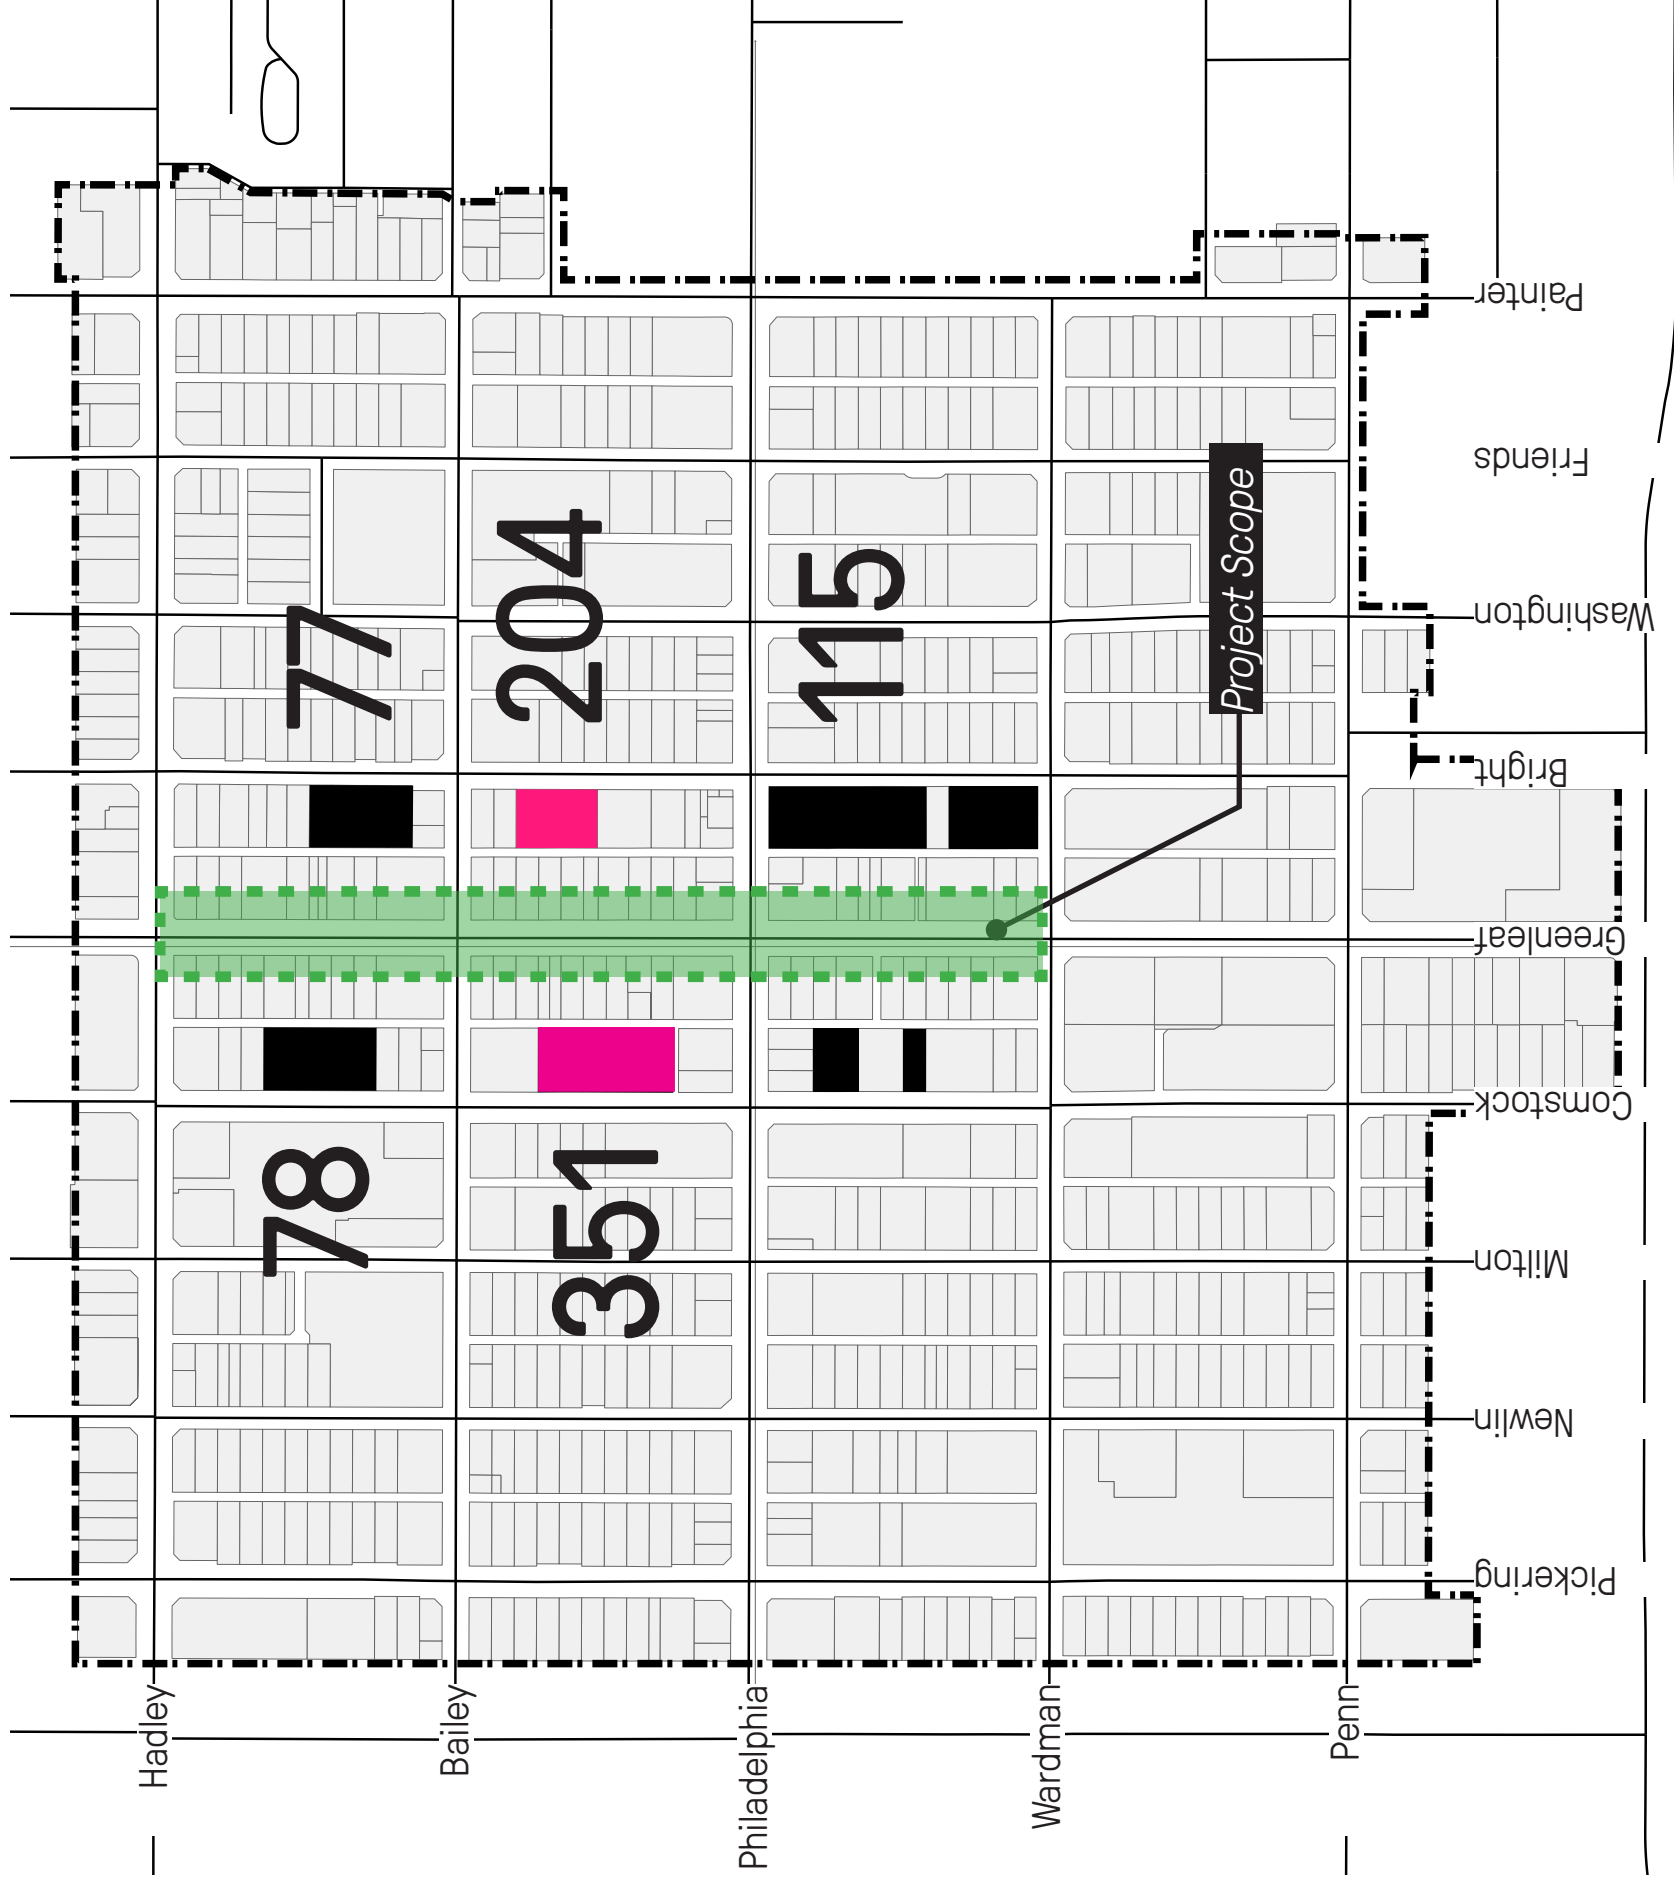 Painter
Friends
Washington
Bright
Greenleaf
Comstock
Milton
Newlin
Pickering
77
204
115
Project Scope
78
351
Hadley
Bailey
Philadelphia
Wardman
Penn